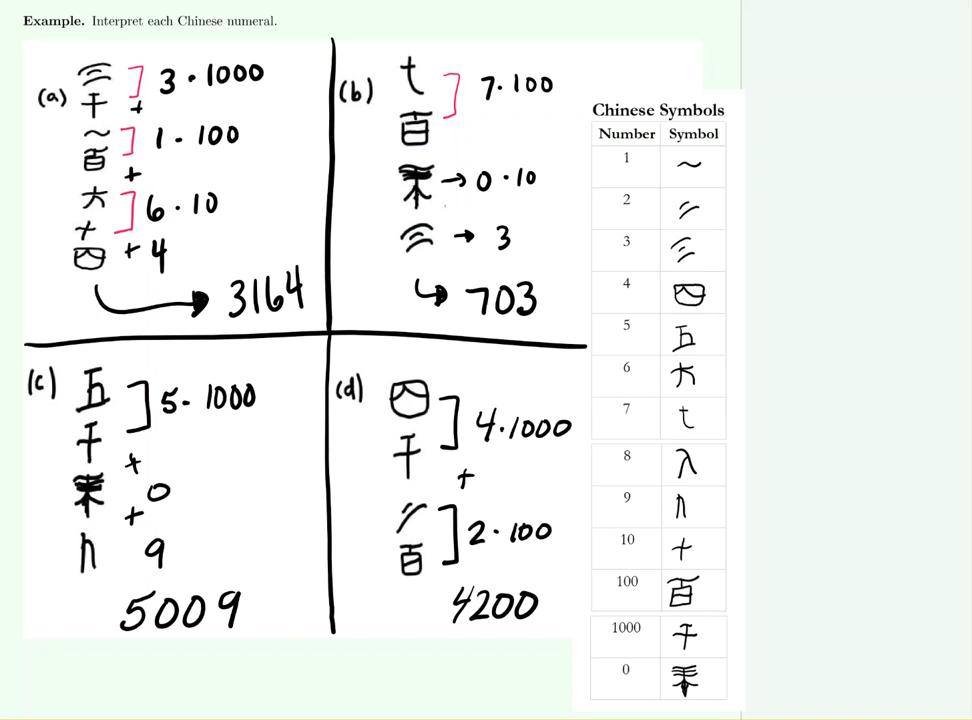 Example. Interpret each Chinese numeral.
(a)
三
千
] 3 · 1000
+
一
百
] 1 · 100
+
六
十
] 6 · 10
四
+ 4
3164
(b)
七
百
] 7 · 100
→ 0 · 10
三 → 3
↳ 703
(c)
五
千
] 5 · 1000
+
0
+
九
9
5009
(d)
四
千
] 4 · 1000
+
二
百
] 2 · 100
4200
Chinese Symbols
Number Symbol
1 一
2 二
3 三
4 四
5 五
6 六
7 七
8 八
9 九
10 十
100 百
1000 千
0